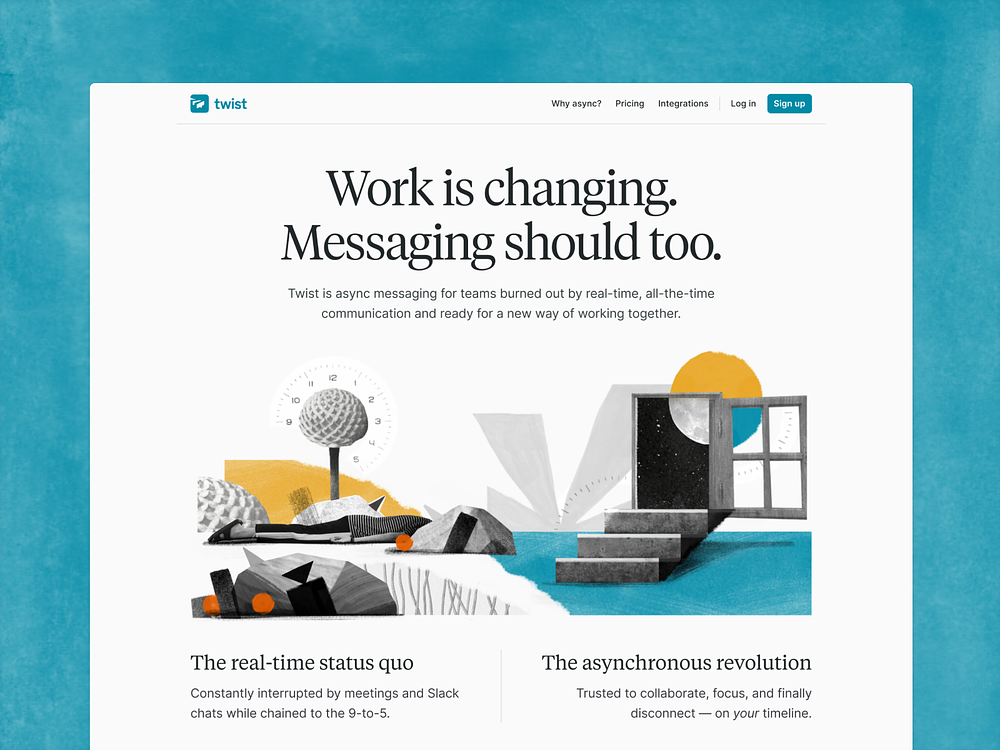 twist
Why async? Pricing Integrations Log in Sign up
Work is changing.
Messaging should too.
Twist is async messaging for teams burned out by real-time, all-the-time
communication and ready for a new way of working together.
11 12 1
10 2
9 3
4
5
The real-time status quo
Constantly interrupted by meetings and Slack
chats while chained to the 9-to-5.
The asynchronous revolution
Trusted to collaborate, focus, and finally
disconnect — on your timeline.